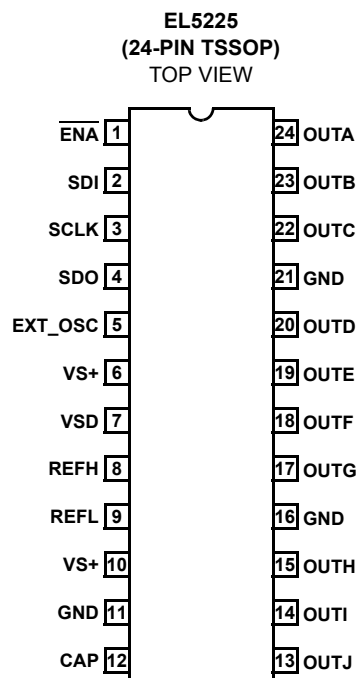 EL5225
(24-PIN TSSOP)
TOP VIEW
ENA 1 24 OUTA
SDI 2 23 OUTB
SCLK 3 22 OUTC
SDO 4 21 GND
EXT_OSC 5 20 OUTD
VS+ 6 19 OUTE
VSD 7 18 OUTF
REFH 8 17 OUTG
REFL 9 16 GND
VS+ 10 15 OUTH
GND 11 14 OUTI
CAP 12 13 OUTJ